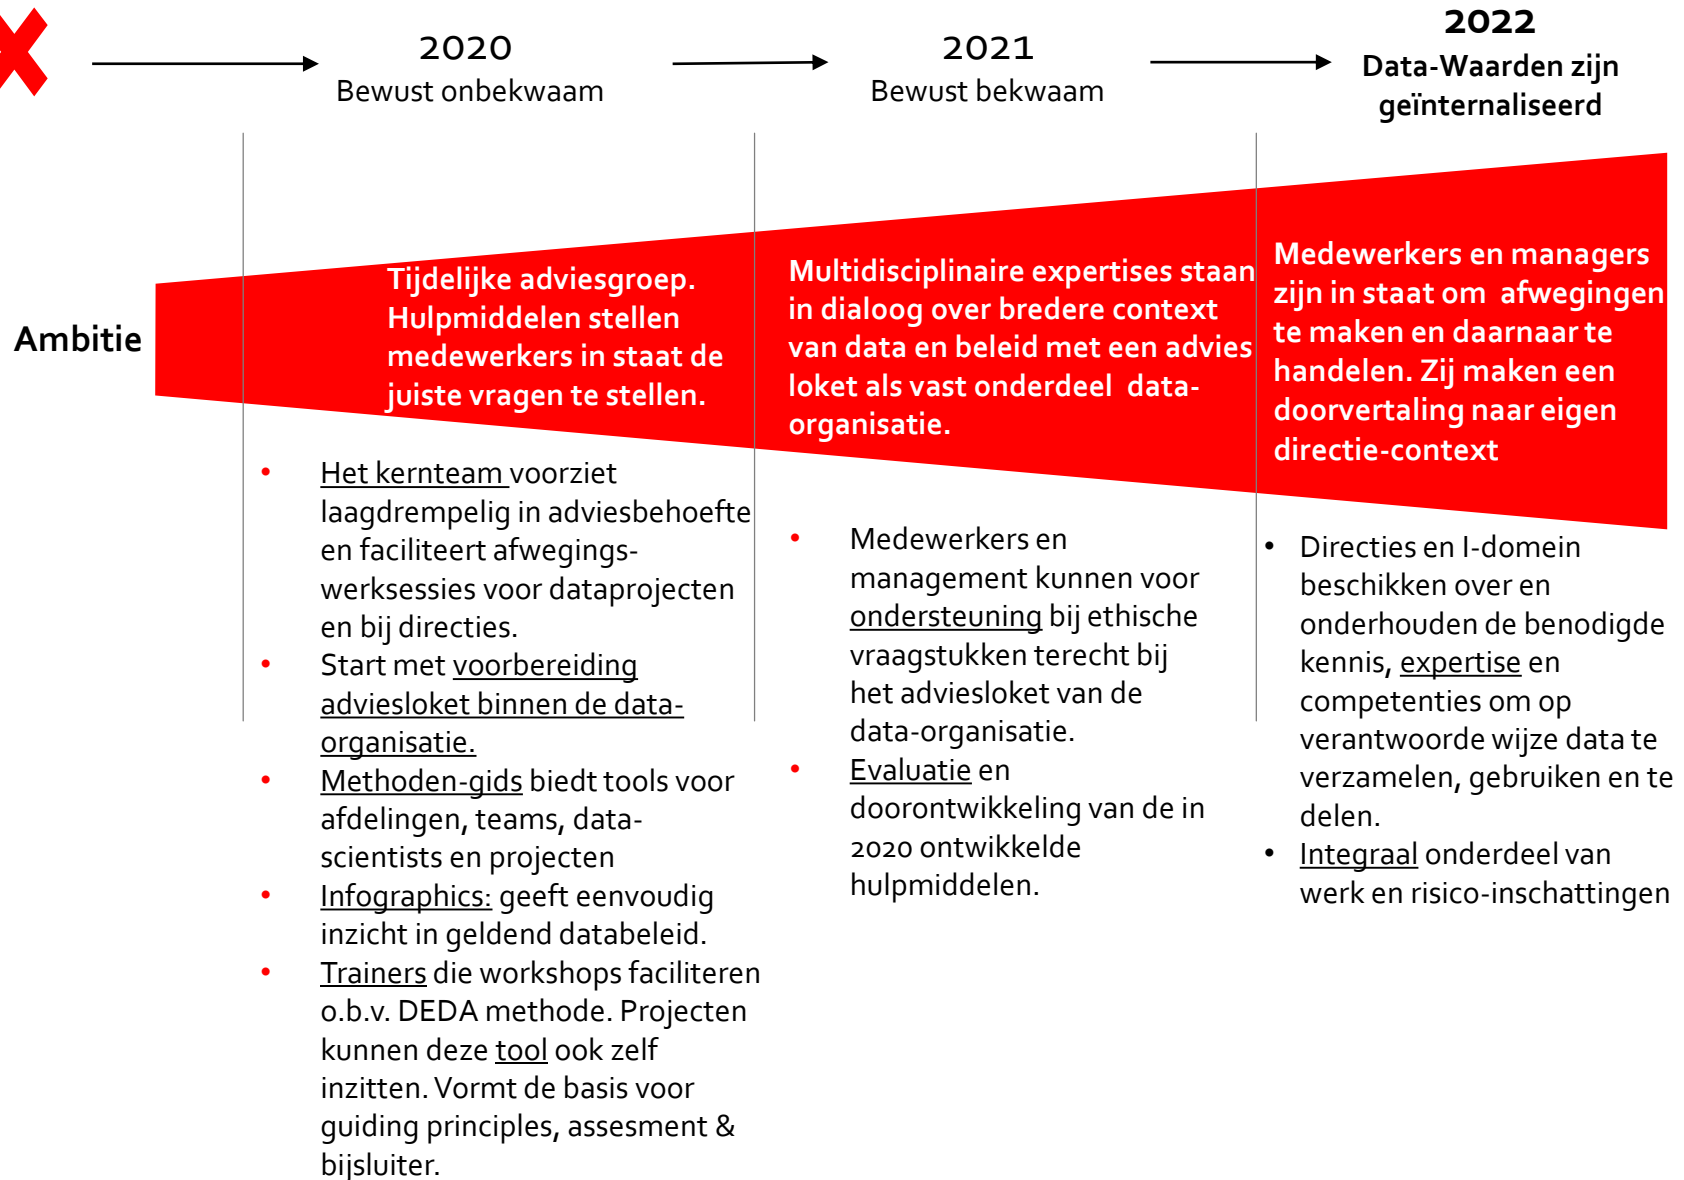 2020
Bewust onbekwaam
2021
Bewust bekwaam
2022
Data-Waarden zijn
geïnternaliseerd
Ambitie
Tijdelijke adviesgroep.
Hulpmiddelen stellen
medewerkers in staat de
juiste vragen te stellen.
Multidisciplinaire expertises staan
in dialoog over bredere context
van data en beleid met een advies
loket als vast onderdeel data-
organisatie.
Medewerkers en managers
zijn in staat om afwegingen
te maken en daarnaar te
handelen. Zij maken een
doorvertaling naar eigen
directie-context
• Het kernteam voorziet
laagdrempelig in adviesbehoefte
en faciliteert afwegings-
werksessies voor dataprojecten
en bij directies.
• Start met voorbereiding
adviesloket binnen de data-
organisatie.
• Methoden-gids biedt tools voor
afdelingen, teams, data-
scientists en projecten
• Infographics: geeft eenvoudig
inzicht in geldend databeleid.
• Trainers die workshops faciliteren
o.b.v. DEDA methode. Projecten
kunnen deze tool ook zelf
inzitten. Vormt de basis voor
guiding principles, assesment &
bijsluiter.
• Medewerkers en
management kunnen voor
ondersteuning bij ethische
vraagstukken terecht bij
het adviesloket van de
data-organisatie.
• Evaluatie en
doorontwikkeling van de in
2020 ontwikkelde
hulpmiddelen.
• Directies en I-domein
beschikken over en
onderhouden de benodigde
kennis, expertise en
competenties om op
verantwoorde wijze data te
verzamelen, gebruiken en te
delen.
• Integraal onderdeel van
werk en risico-inschattingen